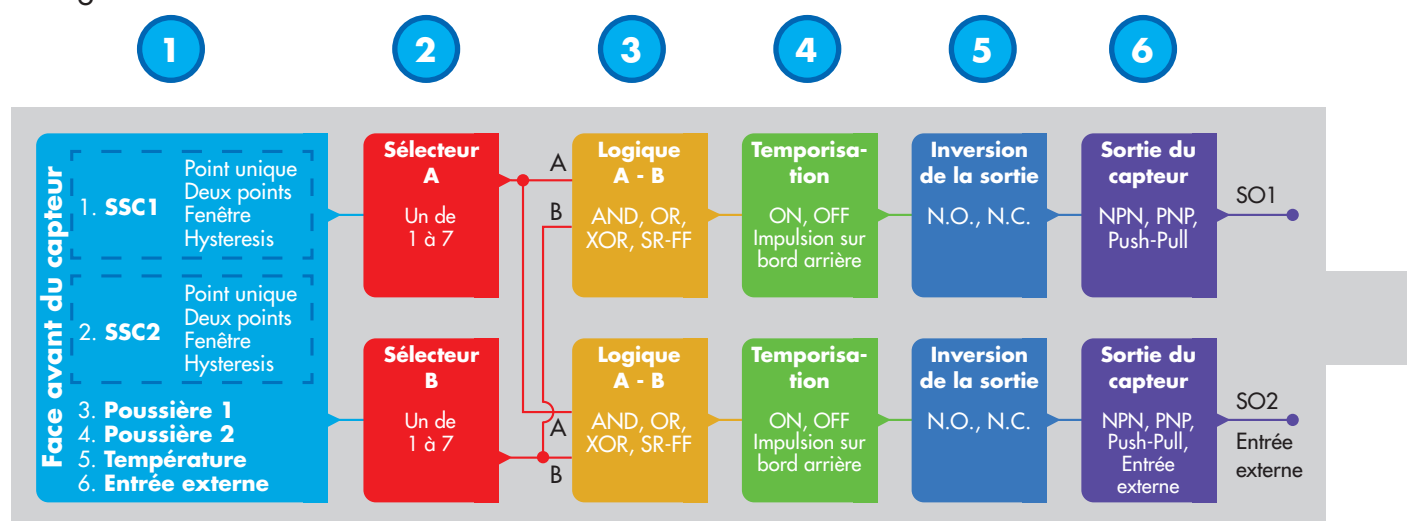 1
2
3
4
5
6
Face avant du capteur
1. SSC1
Point unique
Deux points
Fenêtre
Hysteresis
2. SSC2
Point unique
Deux points
Fenêtre
Hysteresis
3. Poussière 1
4. Poussière 2
5. Température
6. Entrée externe
Sélecteur
A
Un de
1 à 7
A
B
Logique
A - B
AND, OR,
XOR, SR-FF
Temporisa-
tion
ON, OFF
Impulsion sur
bord arrière
Inversion
de la sortie
N.O., N.C.
Sortie du
capteur
NPN, PNP,
Push-Pull
SO1
Sélecteur
B
Un de
1 à 7
A
B
Logique
A - B
AND, OR,
XOR, SR-FF
Temporisa-
tion
ON, OFF
Impulsion sur
bord arrière
Inversion
de la sortie
N.O., N.C.
Sortie du
capteur
NPN, PNP,
Push-Pull,
Entrée
externe
SO2
Entrée
externe